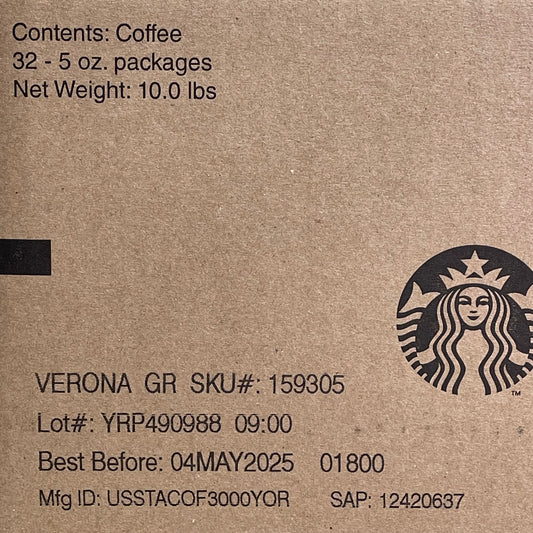 Contents: Coffee
32 - 5 oz. packages
Net Weight: 10.0 lbs
VERONA GR SKU#: 159305
Lot#: YRP490988 09:00
Best Before: 04MAY2025 01800
Mfg ID: USSTACOF3000YOR SAP: 12420637
TM